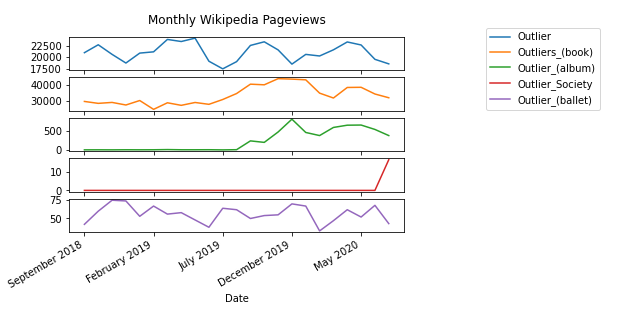 Monthly Wikipedia Pageviews
Outlier
Outliers_(book)
Outlier_(album)
Outlier_Society
Outlier_(ballet)
22500
20000
17500
40000
30000
500
0
10
0
75
50
September 2018
February 2019
July 2019
December 2019
May 2020
Date